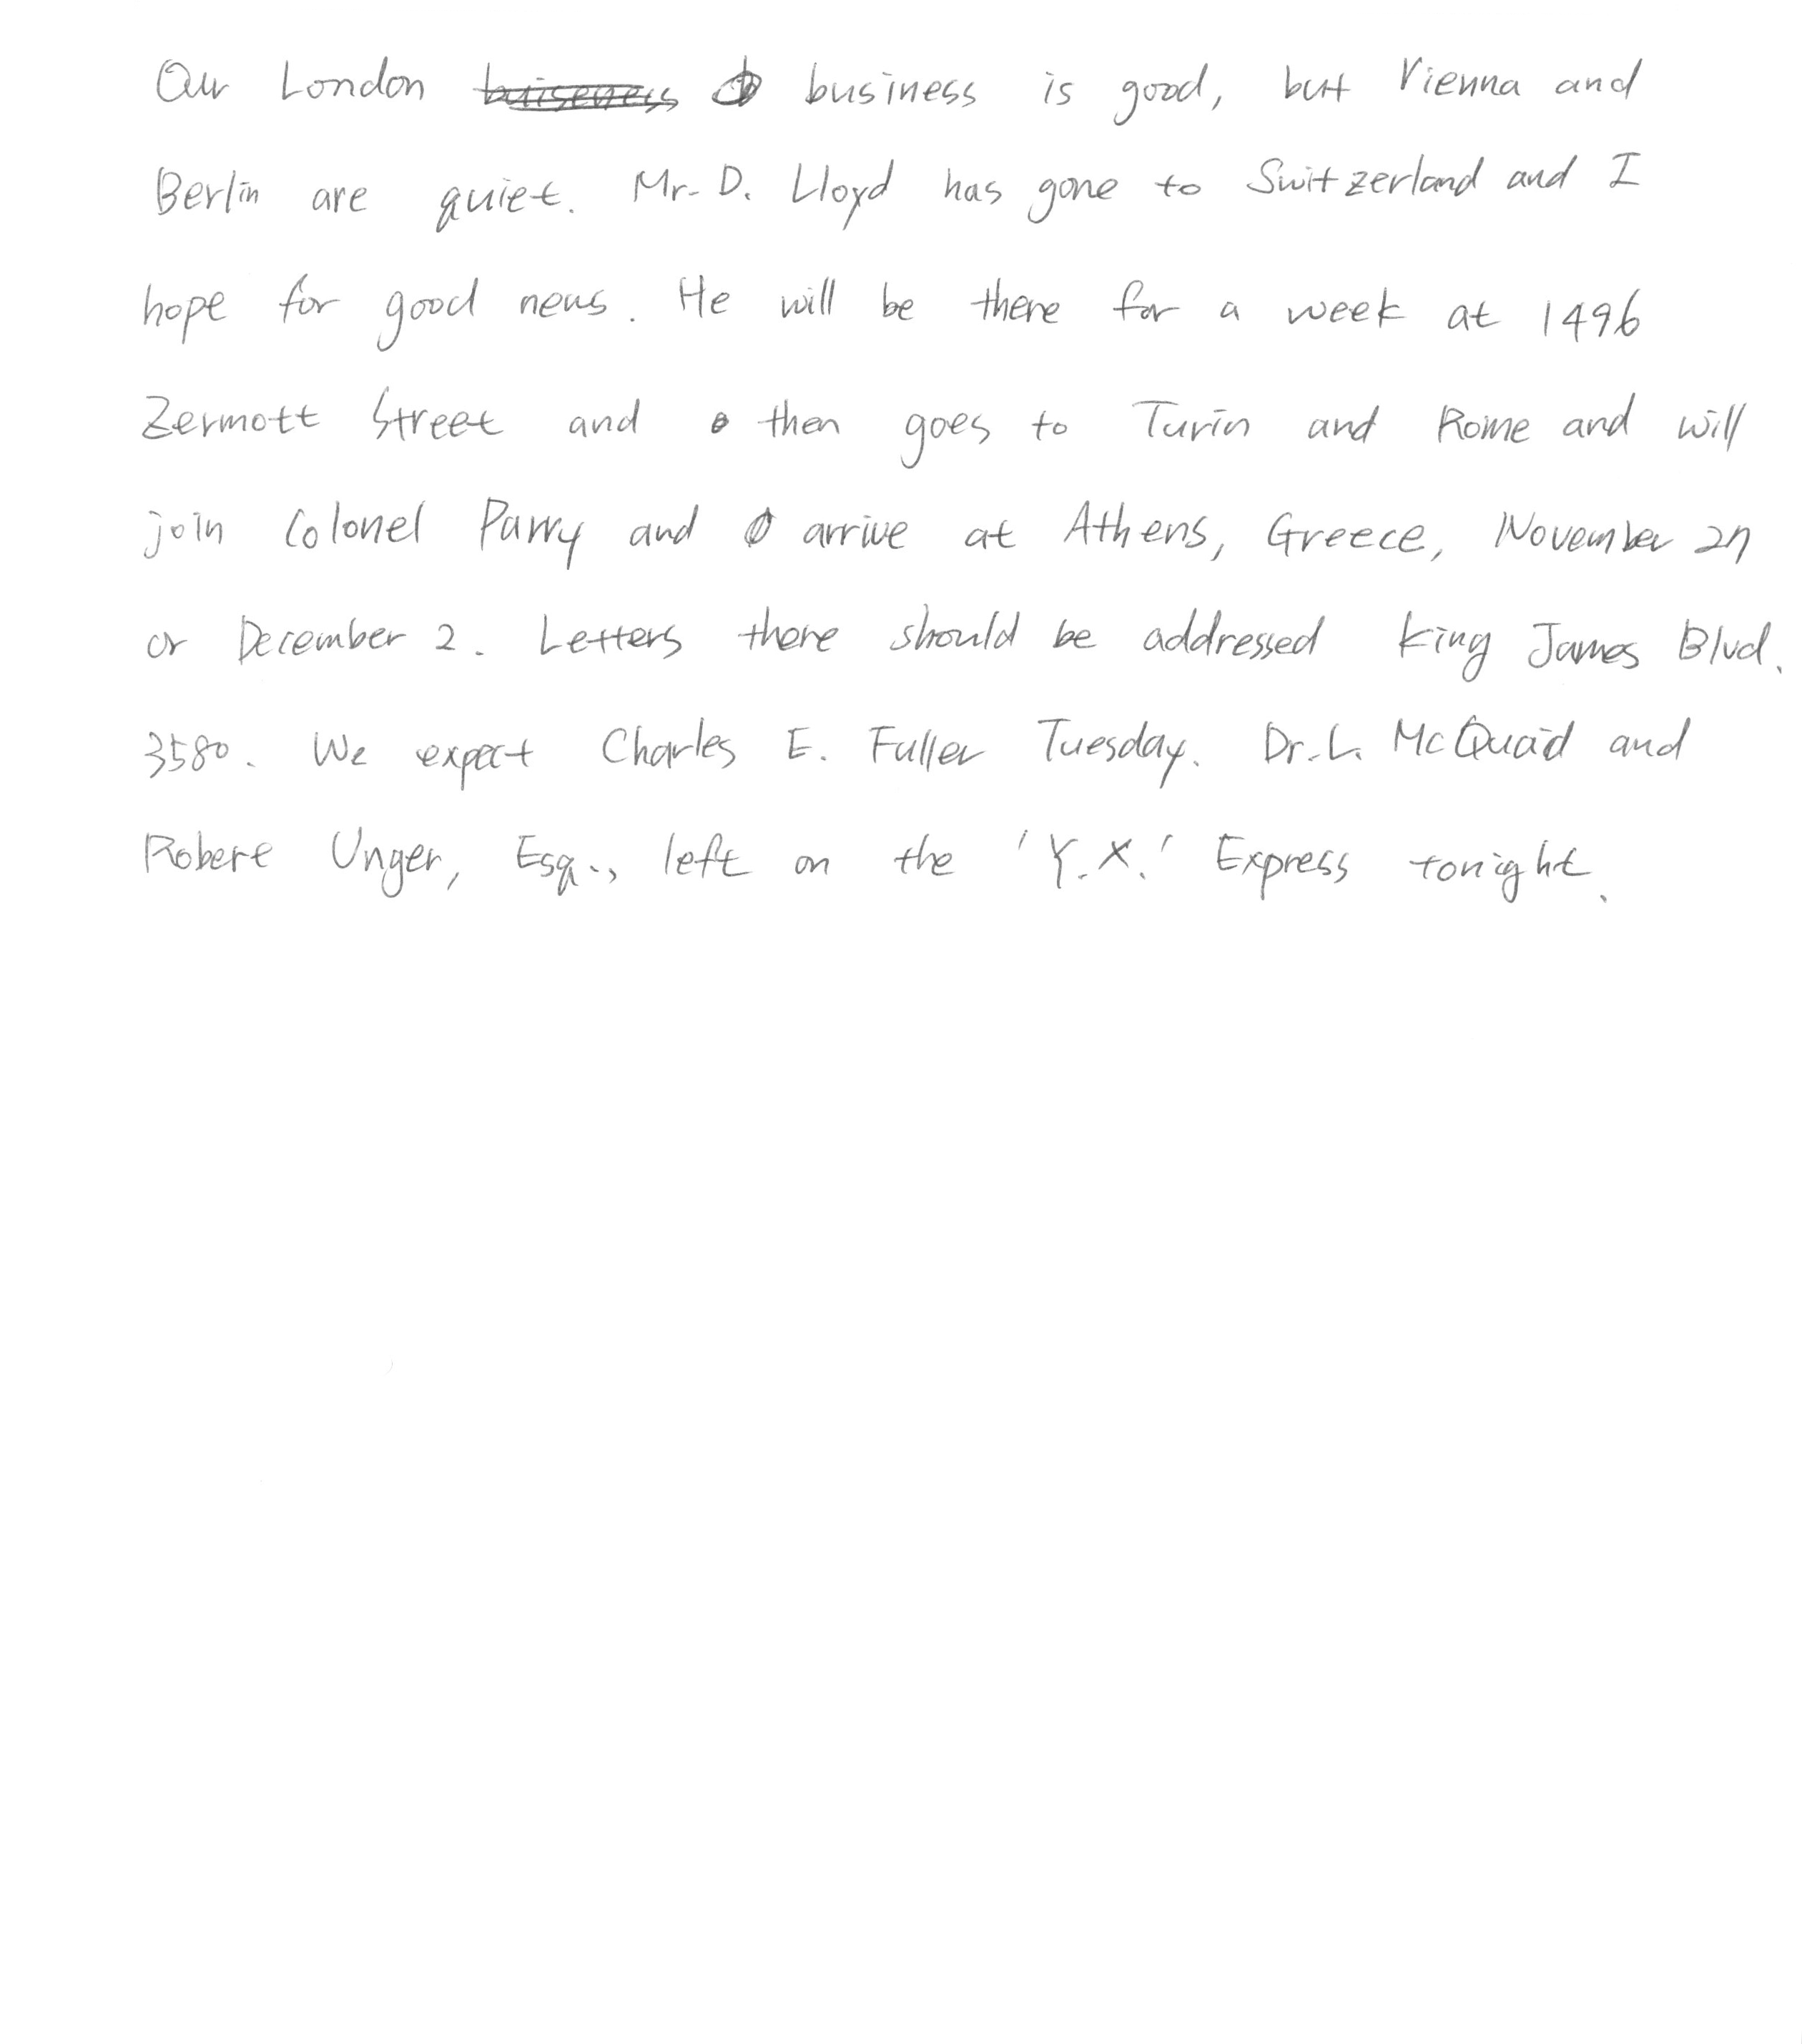 Our London business is good, but Vienna and
Berlin are quiet. Mr. D. Lloyd has gone to Switzerland and I
hope for good news. He will be there for a week at 1496
Zermott Street and then goes to Turin and Rome and will
join Colonel Parry and arrive at Athens, Greece, November 27
or December 2. Letters there should be addressed King James Blvd.
3580. We expect Charles E. Fuller Tuesday. Dr. L. McQuaid and
Robert Unger, Esq., left on the 'Y.X.' Express tonight.